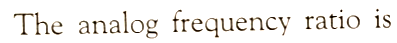 The analog frequency ratio is